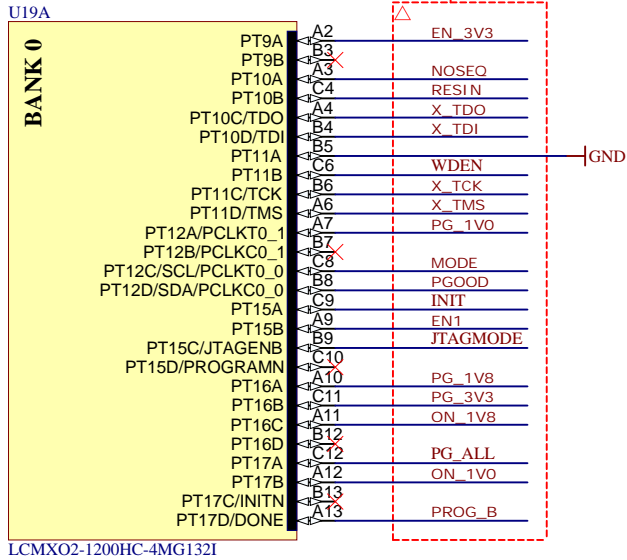 U19A
BANK 0
PT9A A2 EN_3V3
PT9B B3
PT10A A3 NOSEQ
PT10B C4 RESIN
PT10C/TDO A4 X_TDO
PT10D/TDI B4 X_TDI
PT11A B5 GND
PT11B C6 WDEN
PT11C/TCK B6 X_TCK
PT11D/TMS A6 X_TMS
PT12A/PCLKT0_1 A7 PG_1V0
PT12B/PCLKC0_1 B7
PT12C/SCL/PCLKT0_0 C8 MODE
PT12D/SDA/PCLKC0_0 B8 PGOOD
PT15A C9 INIT
PT15B A9 EN1
PT15C/JTAGENB B9 JTAGMODE
PT15D/PROGRAMN C10
PT16A A10 PG_1V8
PT16B C11 PG_3V3
PT16C A11 ON_1V8
PT16D B12
PT17A C12 PG_ALL
PT17B A12 ON_1V0
PT17C/INITN B13
PT17D/DONE A13 PROG_B
LCMXO2-1200HC-4MG132I